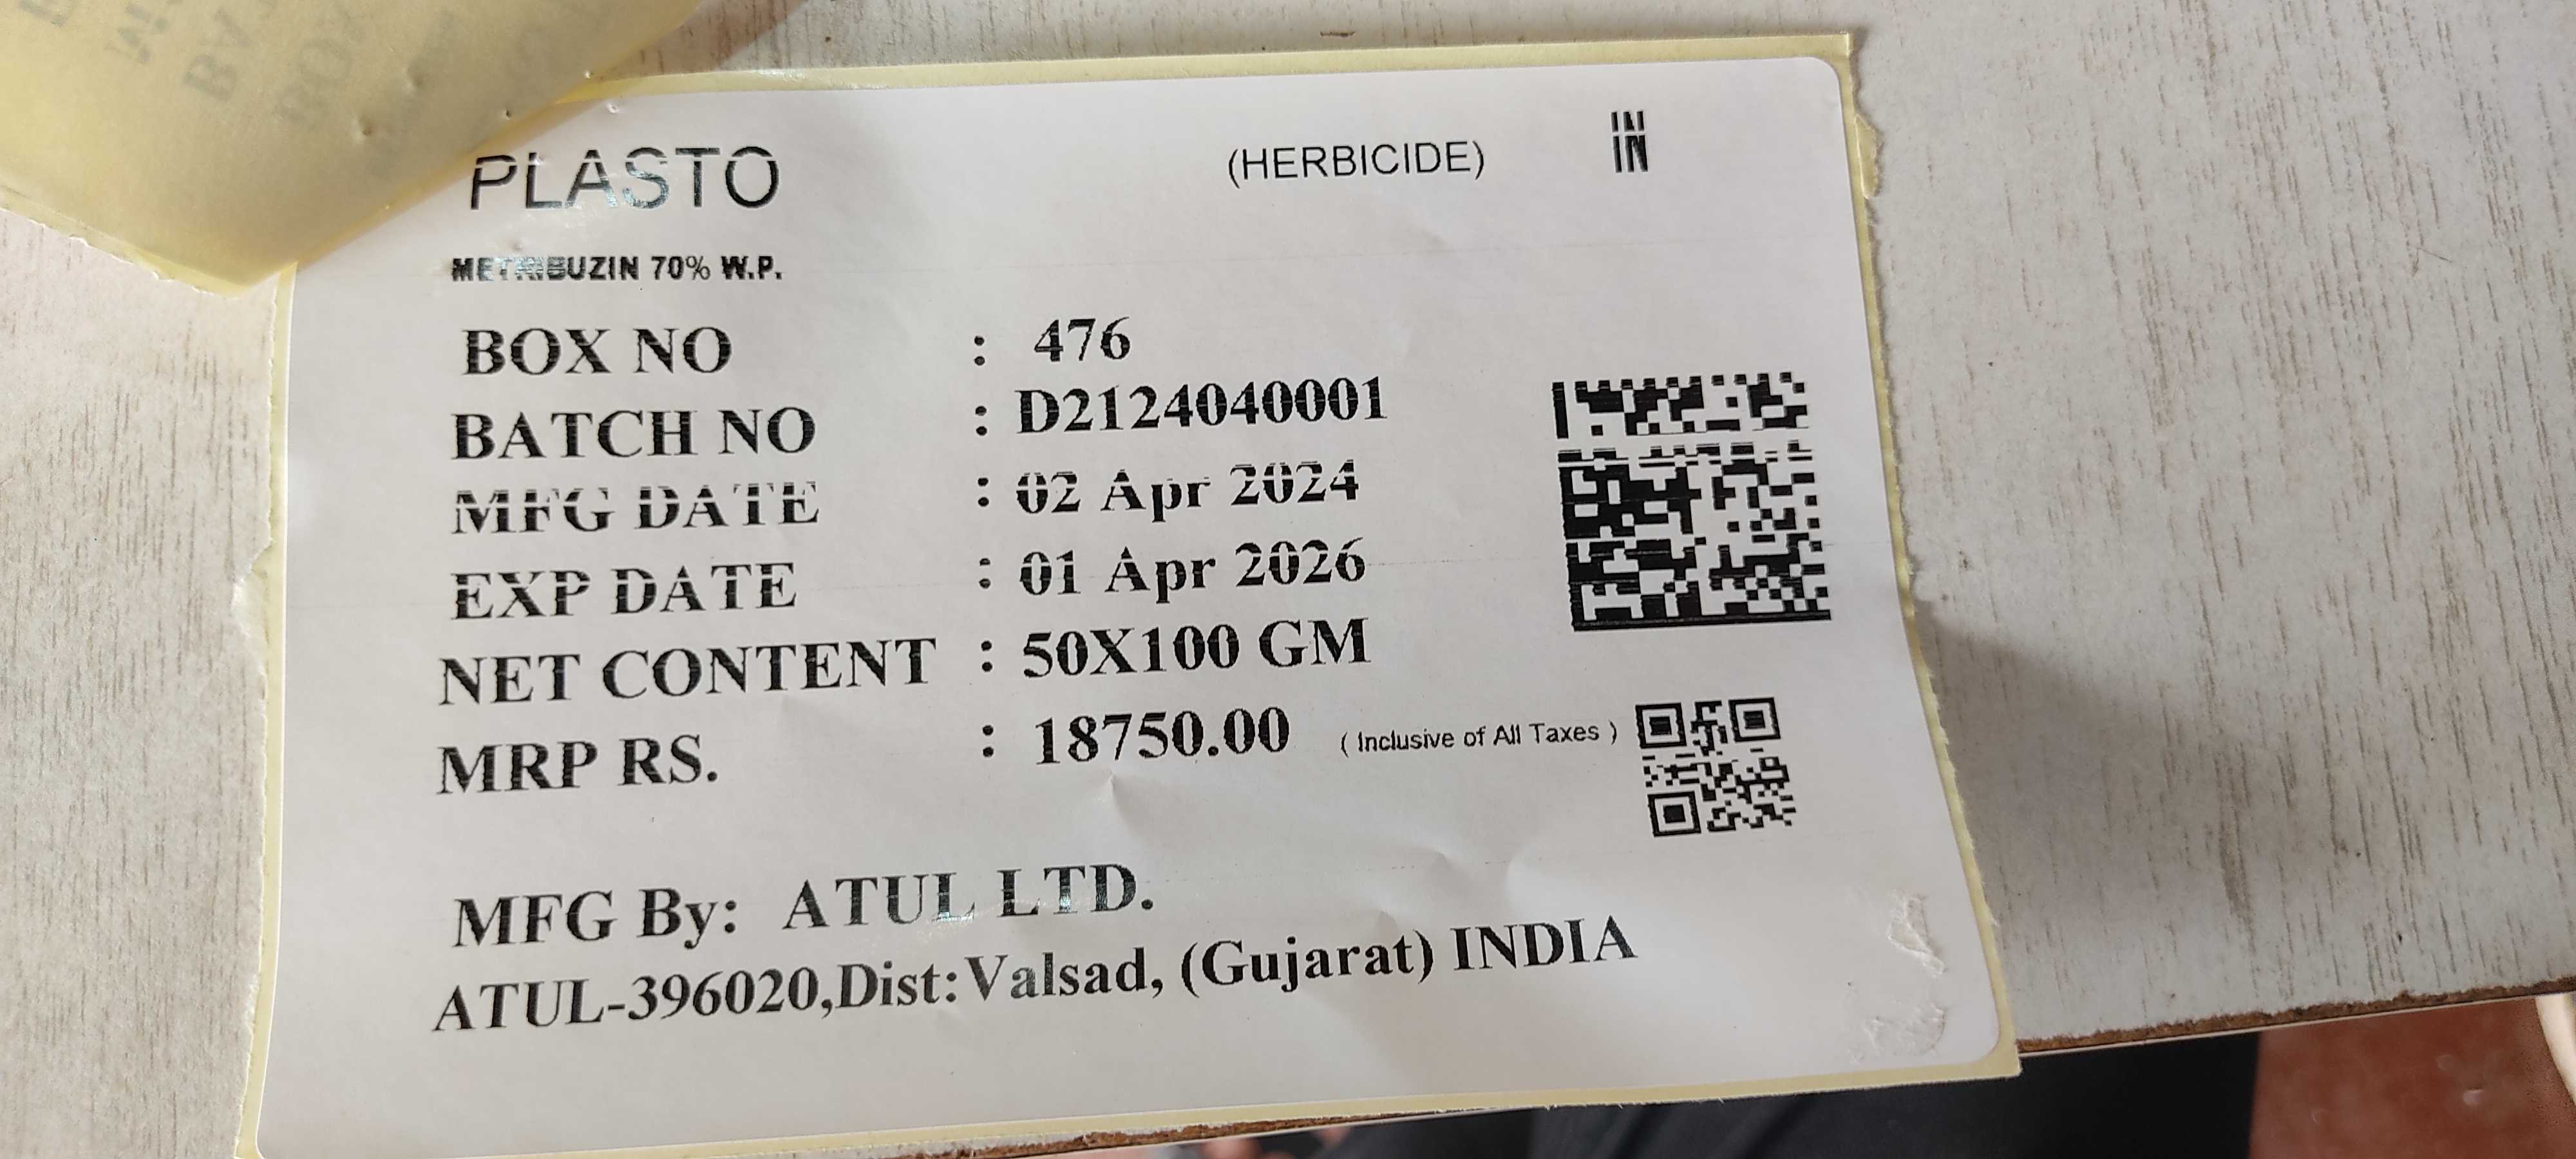 PLASTO (HERBICIDE) IN
METRIBUZIN 70% W.P.
BOX NO : 476
BATCH NO : D2124040001
MFG DATE : 02 Apr 2024
EXP DATE : 01 Apr 2026
NET CONTENT : 50X100 GM
MRP RS. : 18750.00 ( Inclusive of All Taxes )
MFG By: ATUL LTD.
ATUL-396020,Dist:Valsad, (Gujarat) INDIA